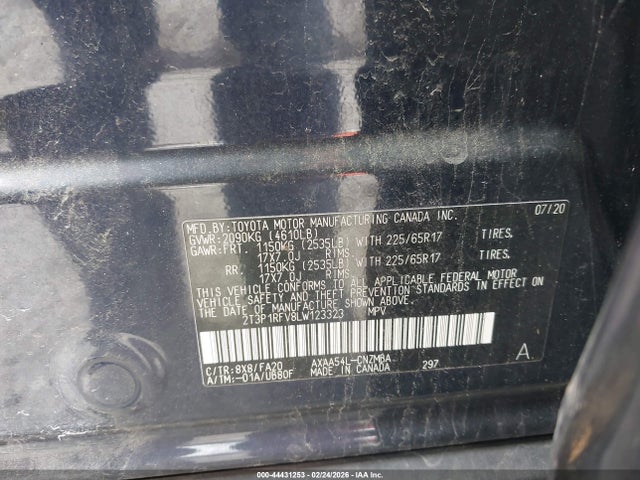 MFD.BY:TOYOTA MOTOR MANUFACTURING CANADA INC. 07/20
GVWR:2090KG (4610LB)
GAWR:FRT 1150KG (2535LB) WITH 225/65R17 TIRES.
17X7.0J RIMS
RR. 1150KG (2535LB) WITH 225/65R17 TIRES.
17X7.0J RIMS
THIS VEHICLE CONFORMS TO ALL APPLICABLE FEDERAL MOTOR
VEHICLE SAFETY AND THEFT PREVENTION STANDARDS IN
EFFECT ON THE DATE OF MANUFACTURE SHOWN ABOVE.
2T3P1RFV8LW123323 MPV
C/TR:8X8/FA20 AXAA54L-CNZMBA A
A/TM:-01A/UB80F MADE IN CANADA 297
000-44431253 - 02/24/2026 - IAA Inc.